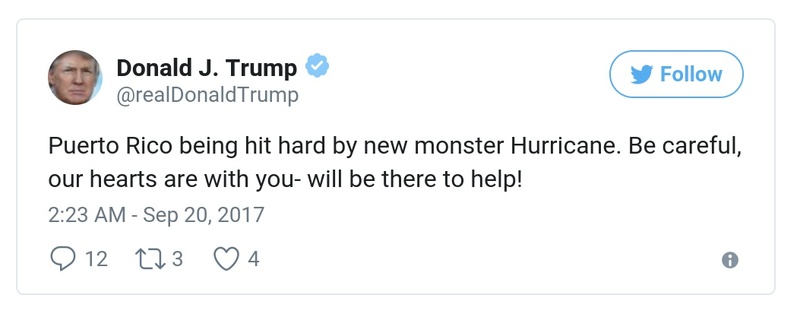 Donald J. Trump
@realDonaldTrump
Follow
Puerto Rico being hit hard by new monster Hurricane. Be careful,
our hearts are with you- will be there to help!
2:23 AM - Sep 20, 2017
12 3 4